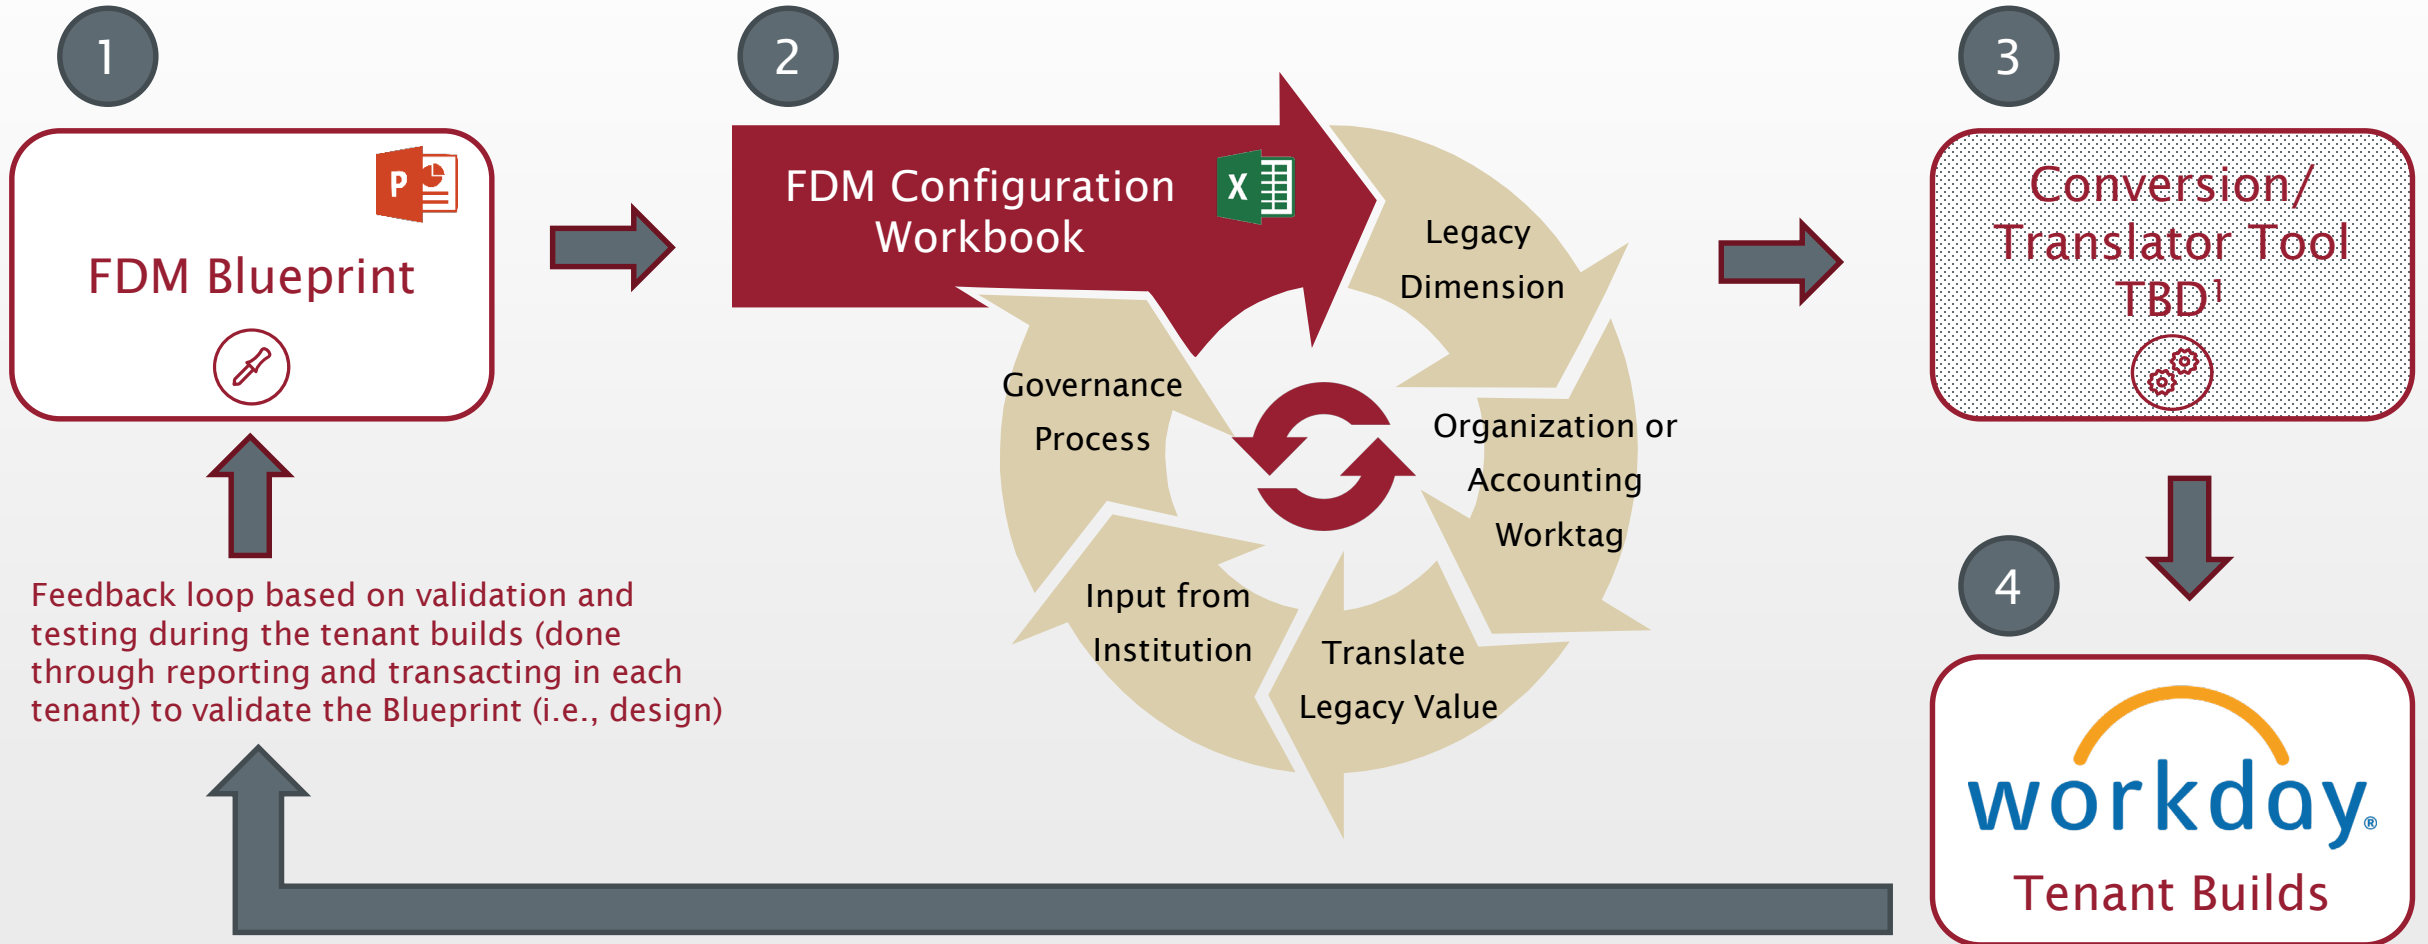 1
P
FDM Blueprint
2
FDM Configuration
Workbook
X
Legacy
Dimension
Organization or
Accounting
Worktag
Translate
Legacy Value
Input from
Institution
Governance
Process
3
Conversion/
Translator Tool
TBD¹
4
workday®
Tenant Builds
Feedback loop based on validation and
testing during the tenant builds (done
through reporting and transacting in each
tenant) to validate the Blueprint (i.e., design)